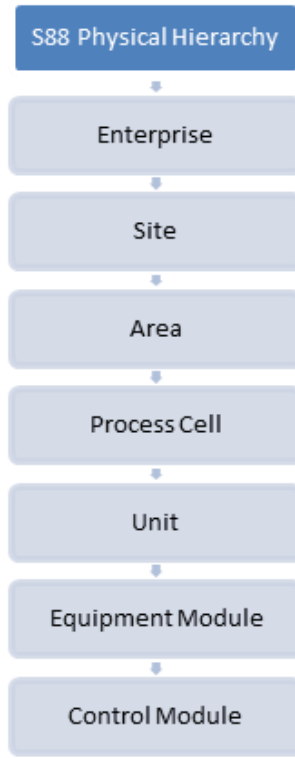 S88 Physical Hierarchy
Enterprise
Site
Area
Process Cell
Unit
Equipment Module
Control Module